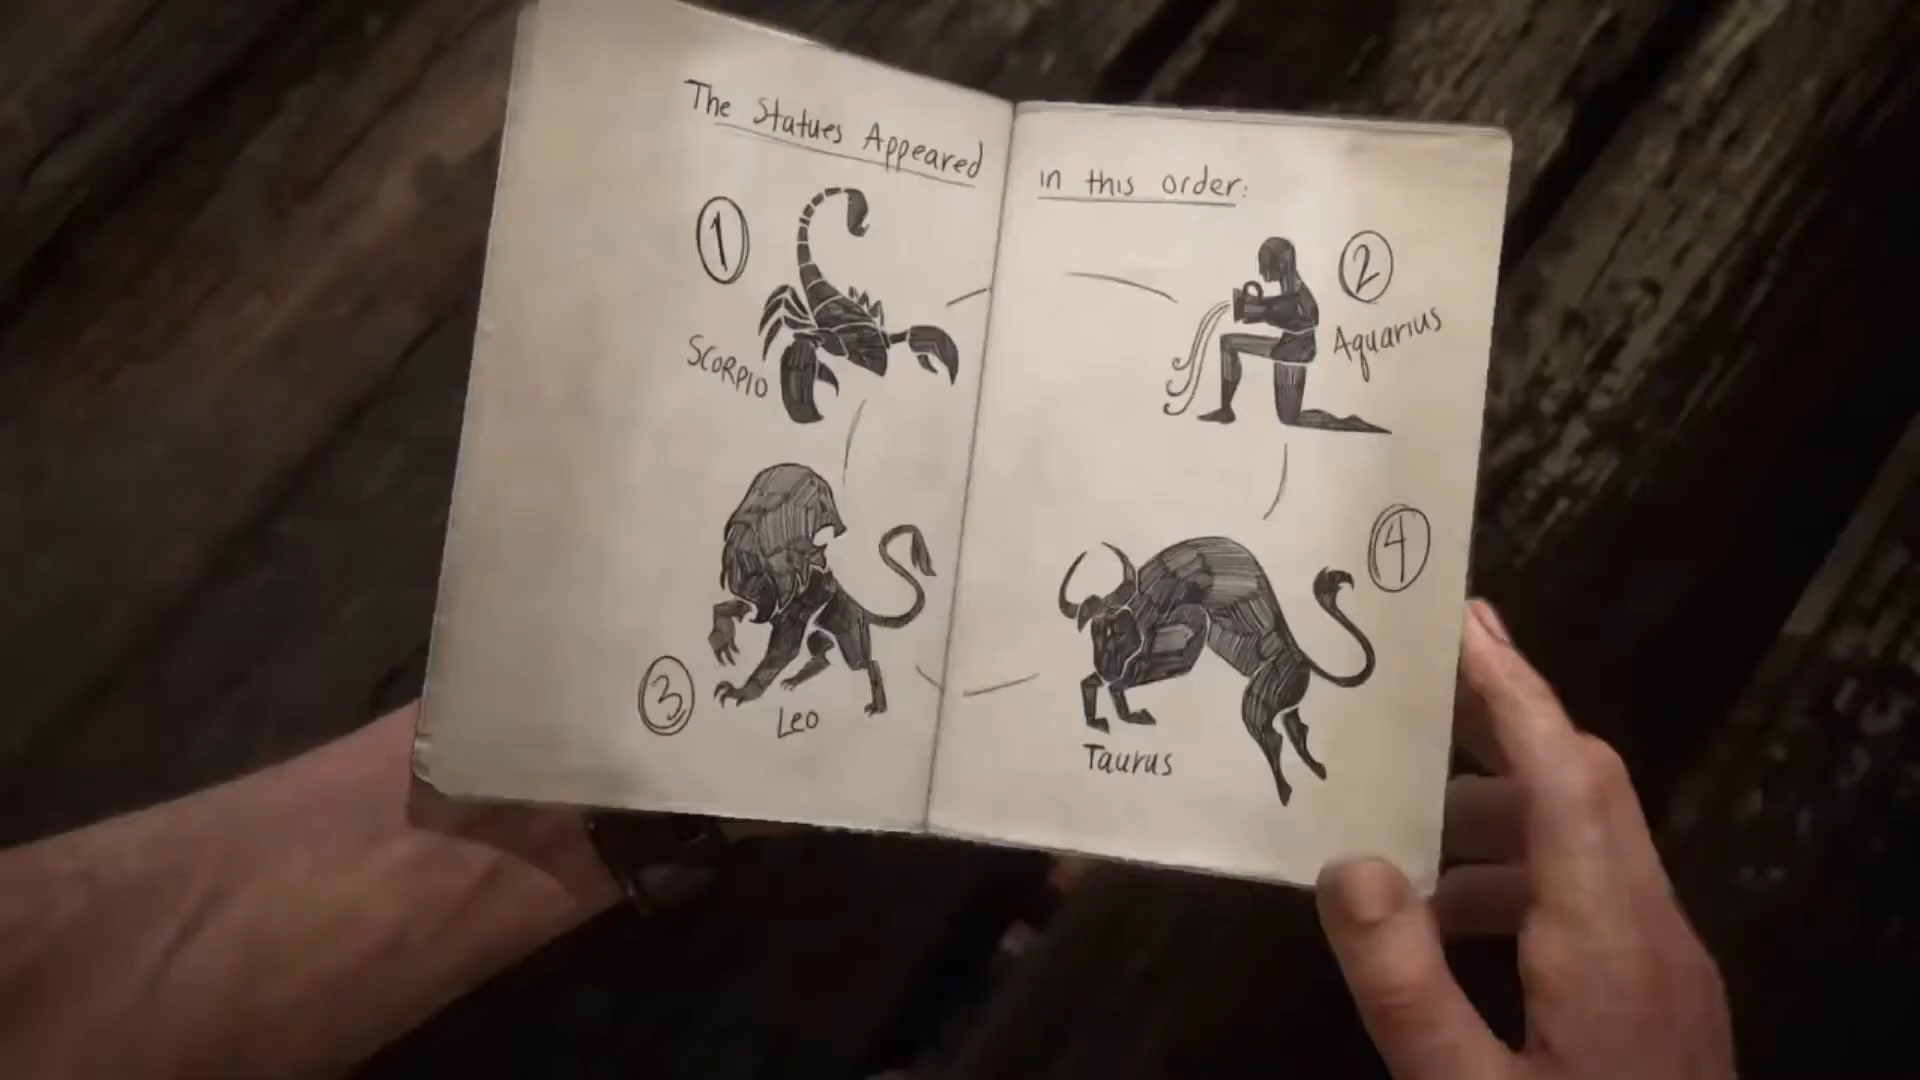 The Statues Appeared
in this order:
1
SCORPIO
2
Aquarius
3
Leo
4
Taurus